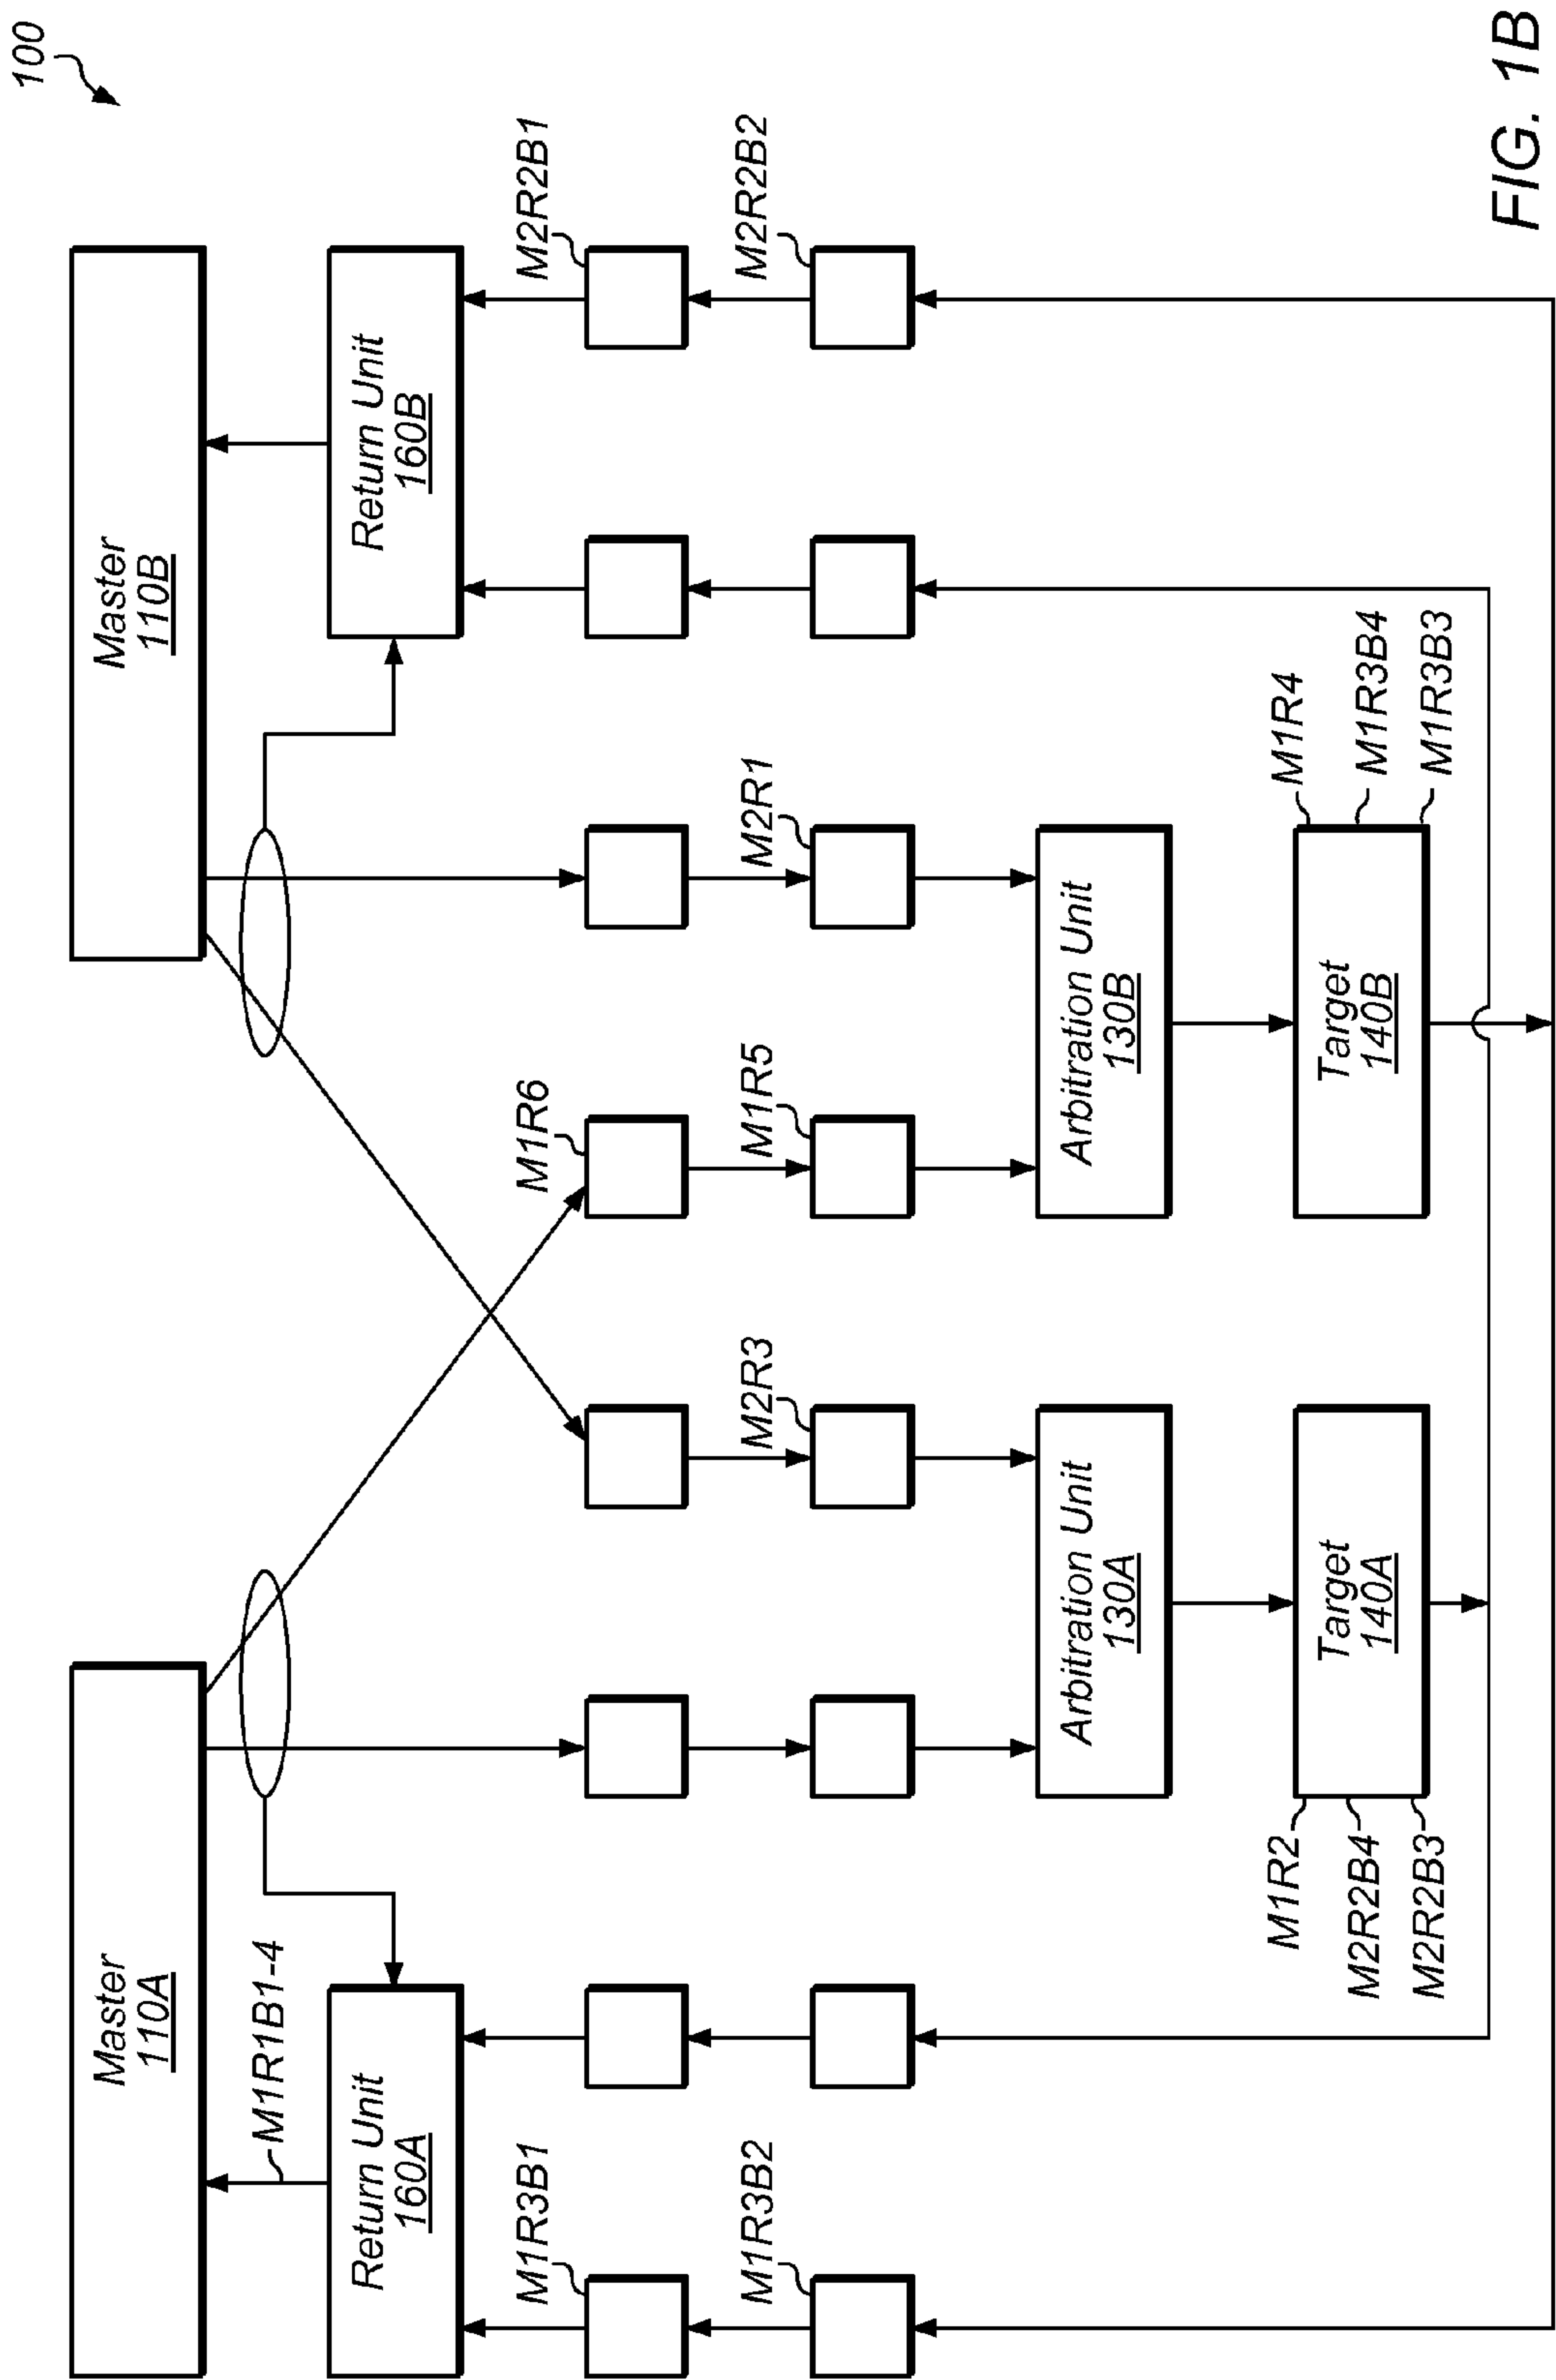 100
Master
110A
Master
110B
M1R1B1-4
Return Unit
160A
Return Unit
160B
M1R3B1
M1R6
M2R2B1
M1R3B2
M2R3
M1R5
M2R1
M2R2B2
Arbitration Unit
130A
Arbitration Unit
130B
M1R2
M2R2B4
M2R2B3
Target
140A
Target
140B
M1R4
M1R3B4
M1R3B3
FIG. 1B